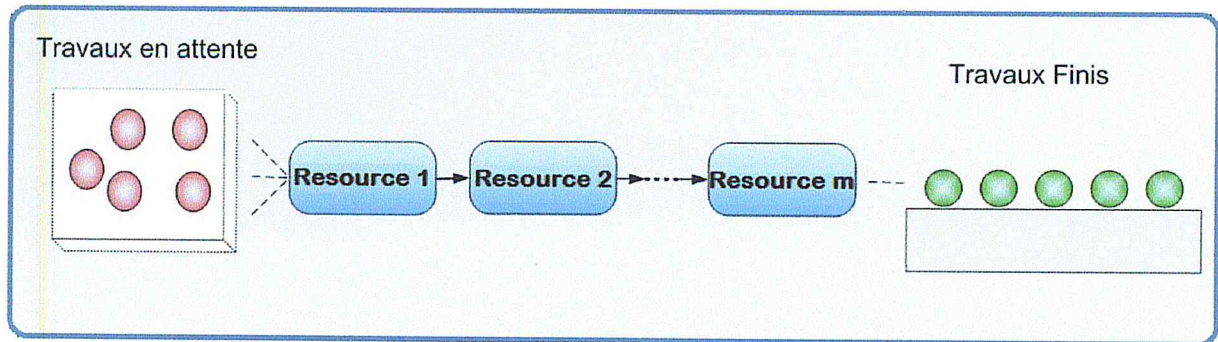 Travaux en attente
Travaux Finis
Resource 1
Resource 2
Resource m